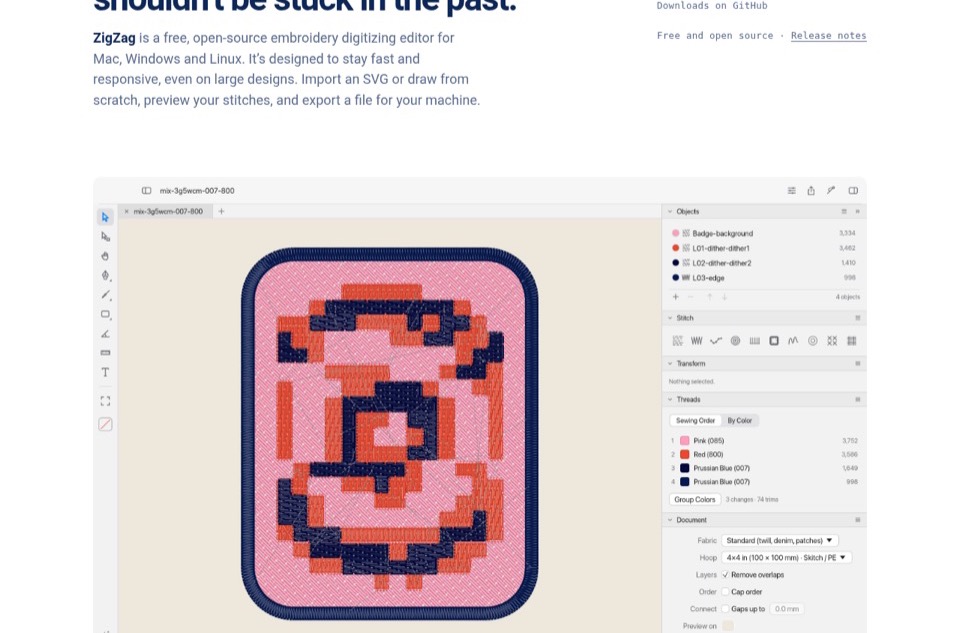 shouldn't be stuck in the past.
Downloads on GitHub
ZigZag is a free, open-source embroidery digitizing editor for
Mac, Windows and Linux. It's designed to stay fast and
responsive, even on large designs. Import an SVG or draw from
scratch, preview your stitches, and export a file for your machine.
Free and open source · Release notes
mix-3g5wcm-007-800
mix-3g5wcm-007-800
Objects
Badge-background 3,334
L01-dither-dither1 3,462
L02-dither-dither2 1,410
L03-edge 998
4 objects
Stitch
Transform
Nothing selected.
Threads
Sewing Order By Color
1 Pink (085) 3,752
2 Red (800) 3,586
3 Prussian Blue (007) 1,649
4 Prussian Blue (007) 998
Group Colors 3 changes · 74 trims
Document
Fabric Standard (twill, denim, patches)
Hoop 4×4 in (100 × 100 mm) · Skitch / PE
Layers Remove overlaps
Order Cap order
Connect Gaps up to 0.0 mm
Preview on